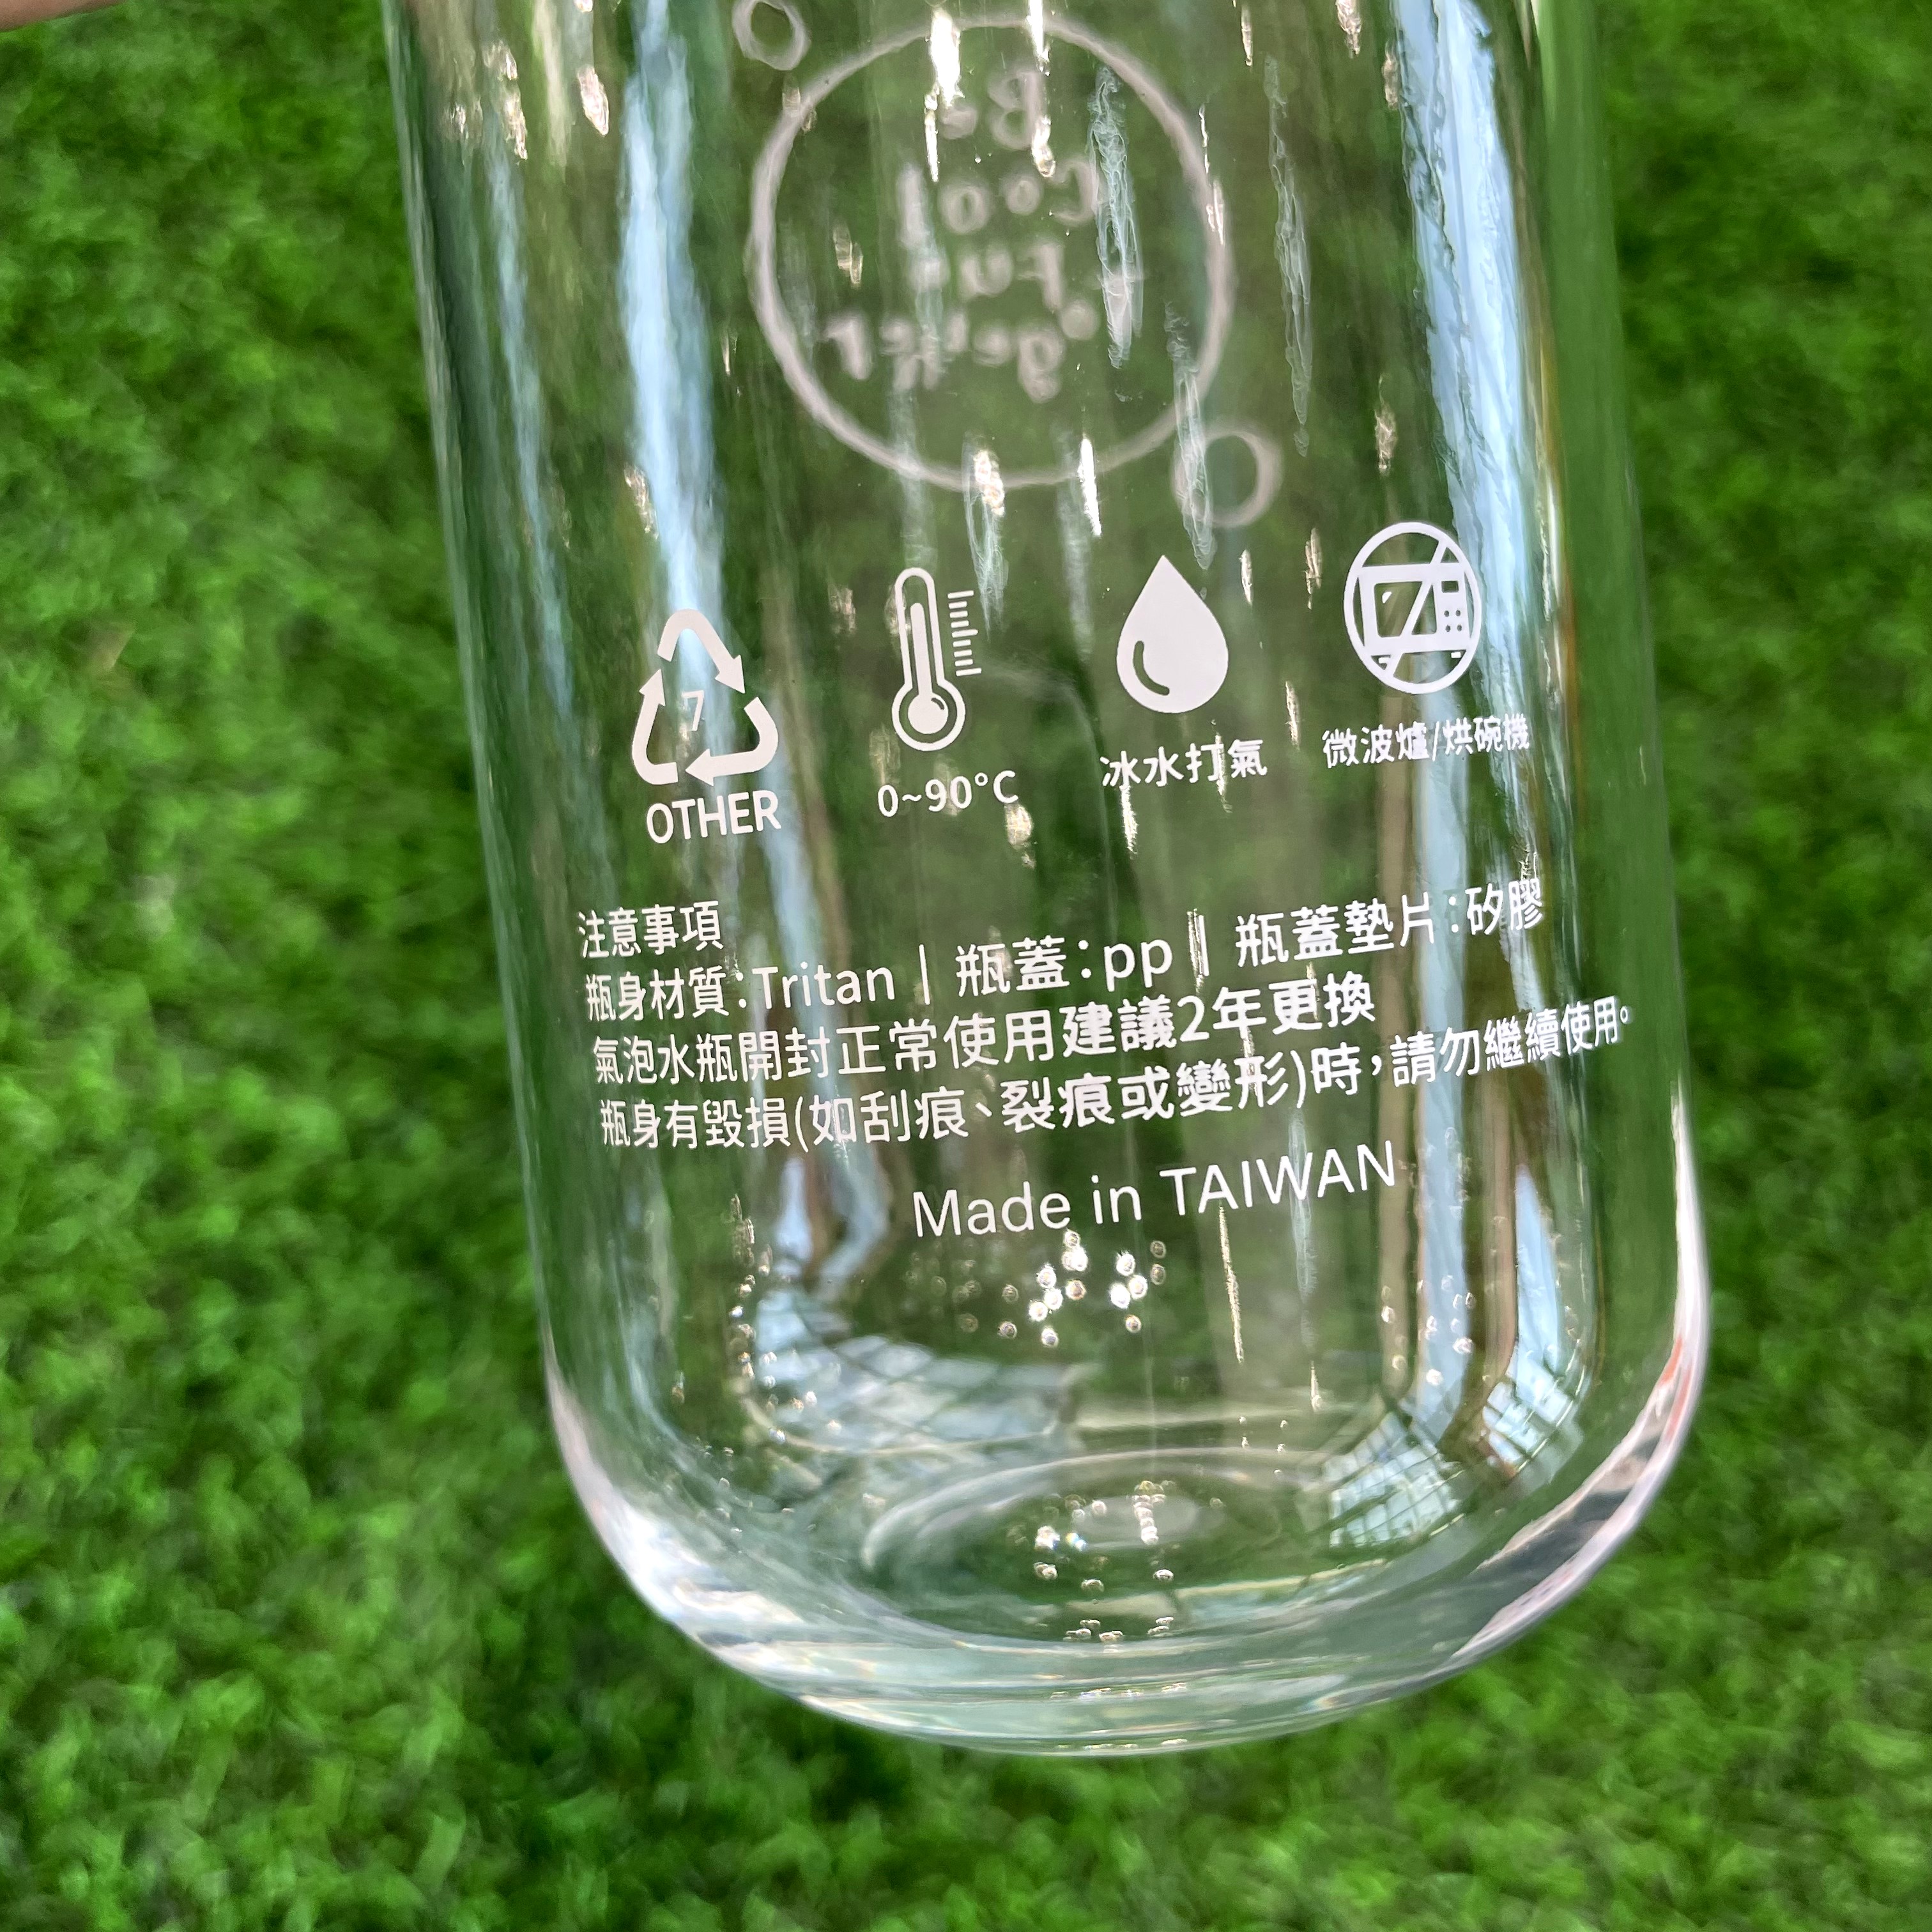 Be
Cool
7
OTHER
0~90°C
冰水打氣
微波爐/烘碗機
注意事項
瓶身材質：Tritan | 瓶蓋：pp | 瓶蓋墊片：矽膠
氣泡水瓶開封正常使用建議2年更換
瓶身有毀損(如刮痕、裂痕或變形)時，請勿繼續使用。
Made in TAIWAN